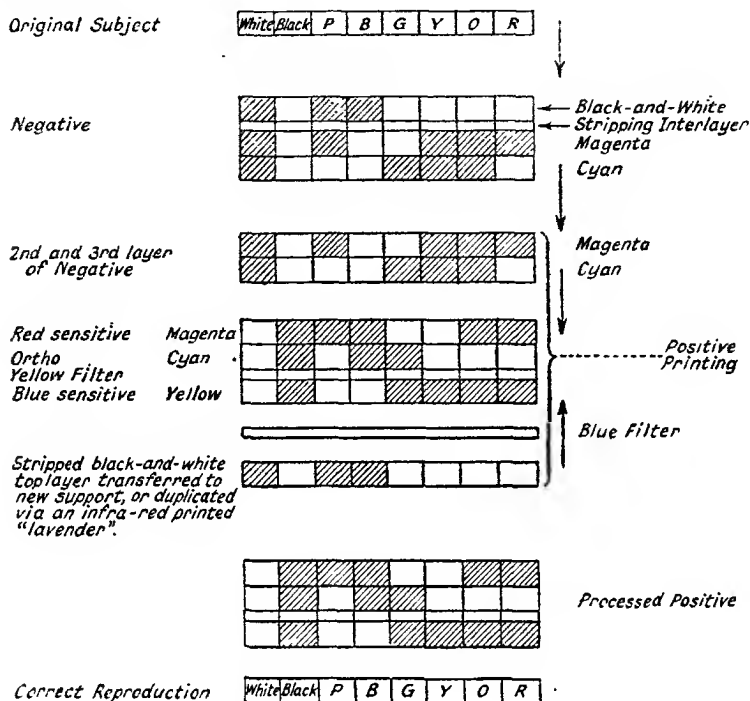 Original Subject
White Black P B G Y O R
Negative
Black-and-White
Stripping Interlayer
Magenta
Cyan
2nd and 3rd layer
of Negative
Magenta
Cyan
Red sensitive Magenta
Ortho Cyan
Yellow Filter
Blue sensitive Yellow
Positive
Printing
Blue Filter
Stripped black-and-white
top layer transferred to
new support, or duplicated
via an infra-red printed
"lavender".
Processed Positive
Correct Reproduction
White Black P B G Y O R